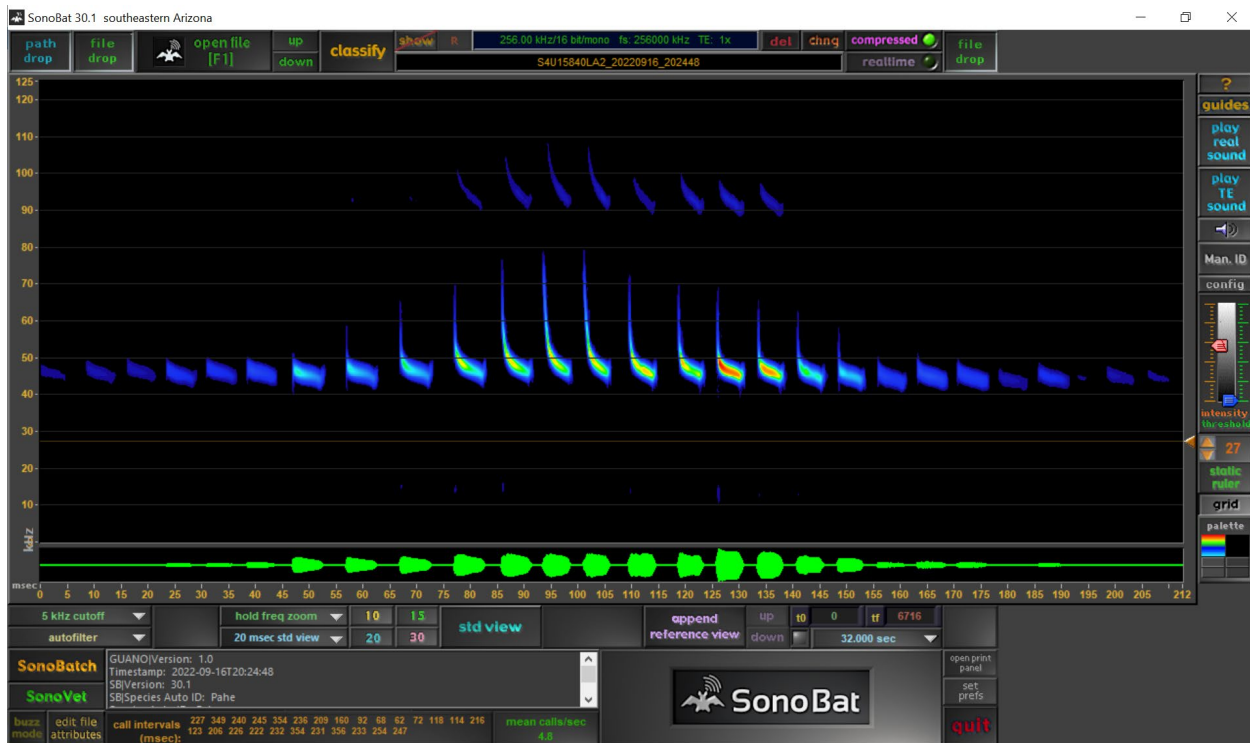 SonoBat 30.1 southeastern Arizona
path drop
file drop
open file [F1]
up
down
classify
show
R
256.00 kHz/16 bit/mono fs: 256000 kHz TE: 1x
S4U15840LA2_20220916_202448
del
chng
compressed
realtime
file drop
125
120
110
100
90
80
70
60
50
40
30
20
10
kHz
?
guides
play real sound
play TE sound
Man. ID
config
intensity
threshold
27
static ruler
grid
palette
msec
0 5 10 15 20 25 30 35 40 45 50 55 60 65 70 75 80 85 90 95 100 105 110 115 120 125 130 135 140 145 150 155 160 165 170 175 180 185 190 195 200 205 212
5 kHz cutoff
autofilter
hold freq zoom
20 msec std view
10 15
20 30
std view
append reference view
up
down
t0 0 tf 6716
32.000 sec
SonoBatch
SonoVet
GUANO|Version: 1.0
Timestamp: 2022-09-16T20:24:48
SB|Version: 30.1
SB|Species Auto ID: Pahe
SonoBat
open print panel
set prefs
quit
buzz mode
edit file attributes
call intervals (msec):
227 349 240 245 354 236 209 160 92 68 62 72 118 114 216
123 206 226 222 232 354 231 356 233 254 247
mean calls/sec
4.8